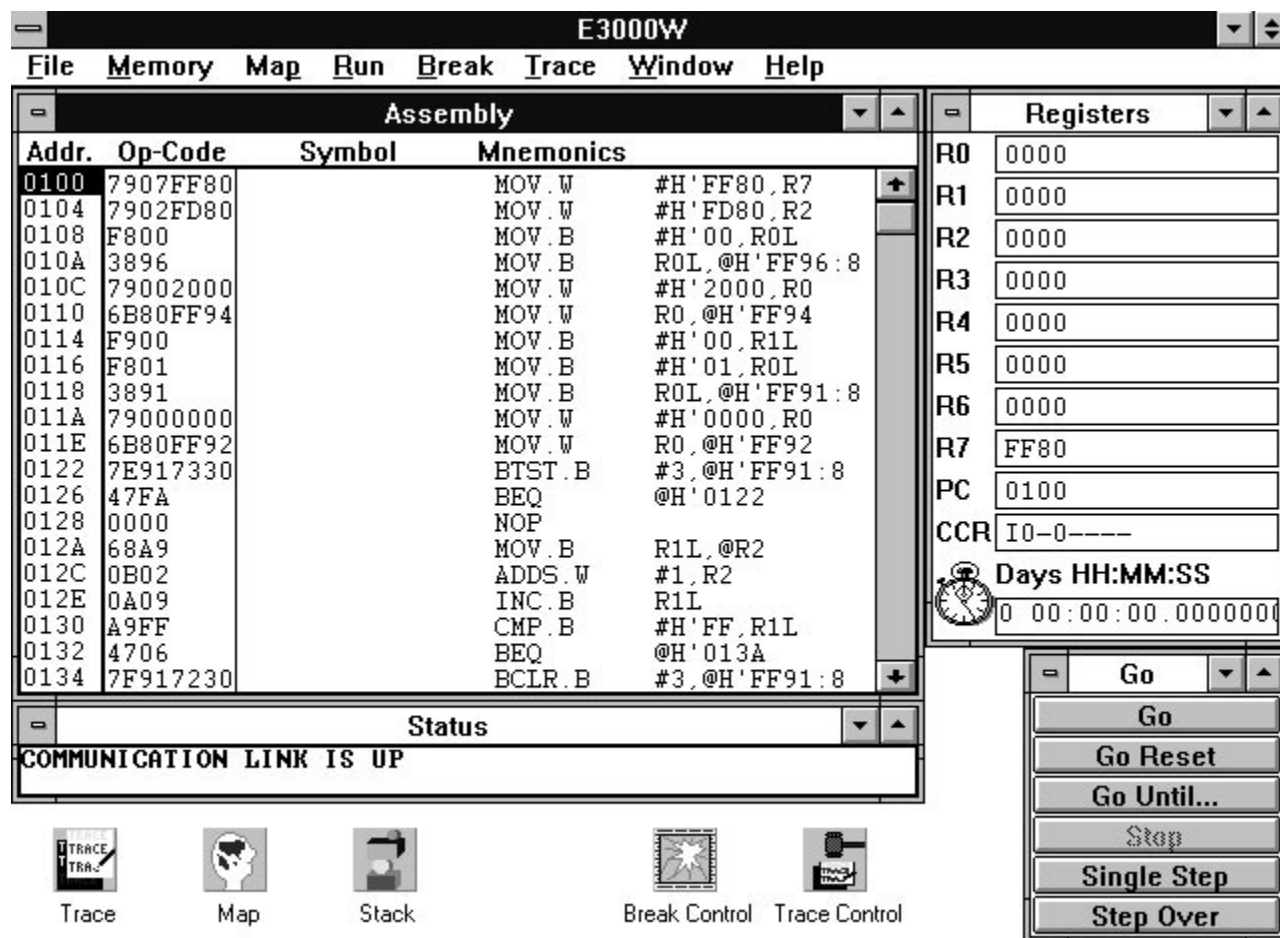 E3000W
File Memory Map Run Break Trace Window Help
Assembly
Addr. Op-Code Symbol Mnemonics
0100 7907FF80 MOV.W #H'FF80,R7
0104 7902FD80 MOV.W #H'FD80,R2
0108 F800 MOV.B #H'00,R0L
010A 3896 MOV.B R0L,@H'FF96:8
010C 79002000 MOV.W #H'2000,R0
0110 6B80FF94 MOV.W R0,@H'FF94
0114 F900 MOV.B #H'00,R1L
0116 F801 MOV.B #H'01,R0L
0118 3891 MOV.B R0L,@H'FF91:8
011A 79000000 MOV.W #H'0000,R0
011E 6B80FF92 MOV.W R0,@H'FF92
0122 7E917330 BTST.B #3,@H'FF91:8
0126 47FA BEQ @H'0122
0128 0000 NOP
012A 68A9 MOV.B R1L,@R2
012C 0B02 ADDS.W #1,R2
012E 0A09 INC.B R1L
0130 A9FF CMP.B #H'FF,R1L
0132 4706 BEQ @H'013A
0134 7F917230 BCLR.B #3,@H'FF91:8
Registers
R0 0000
R1 0000
R2 0000
R3 0000
R4 0000
R5 0000
R6 0000
R7 FF80
PC 0100
CCR I0-0----
Days HH:MM:SS
0 00:00:00.000000
Status
COMMUNICATION LINK IS UP
Go
Go
Go Reset
Go Until...
Stop
Single Step
Step Over
TRACE
TRACE
Trace
Map
Stack
Break Control
Trace Control